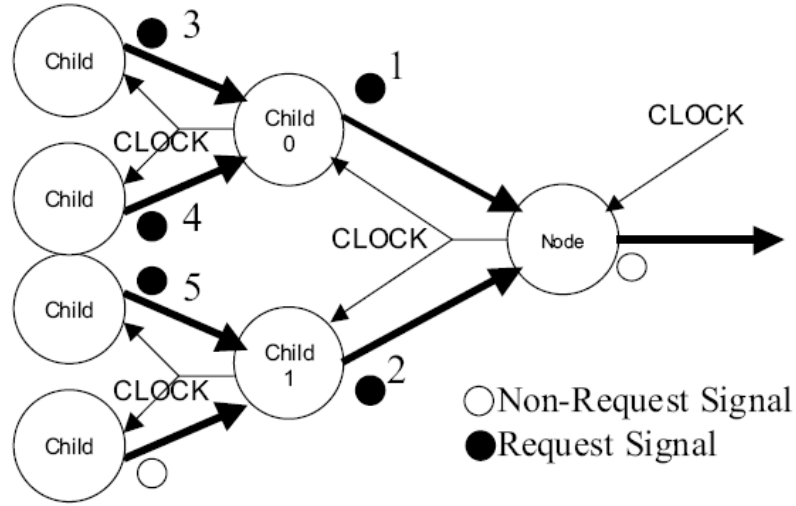 Child
3
Child
0
1
CLOCK
CLOCK
Child
4
CLOCK
Node
Child
5
Child
1
2
CLOCK
Child
Non-Request Signal
Request Signal